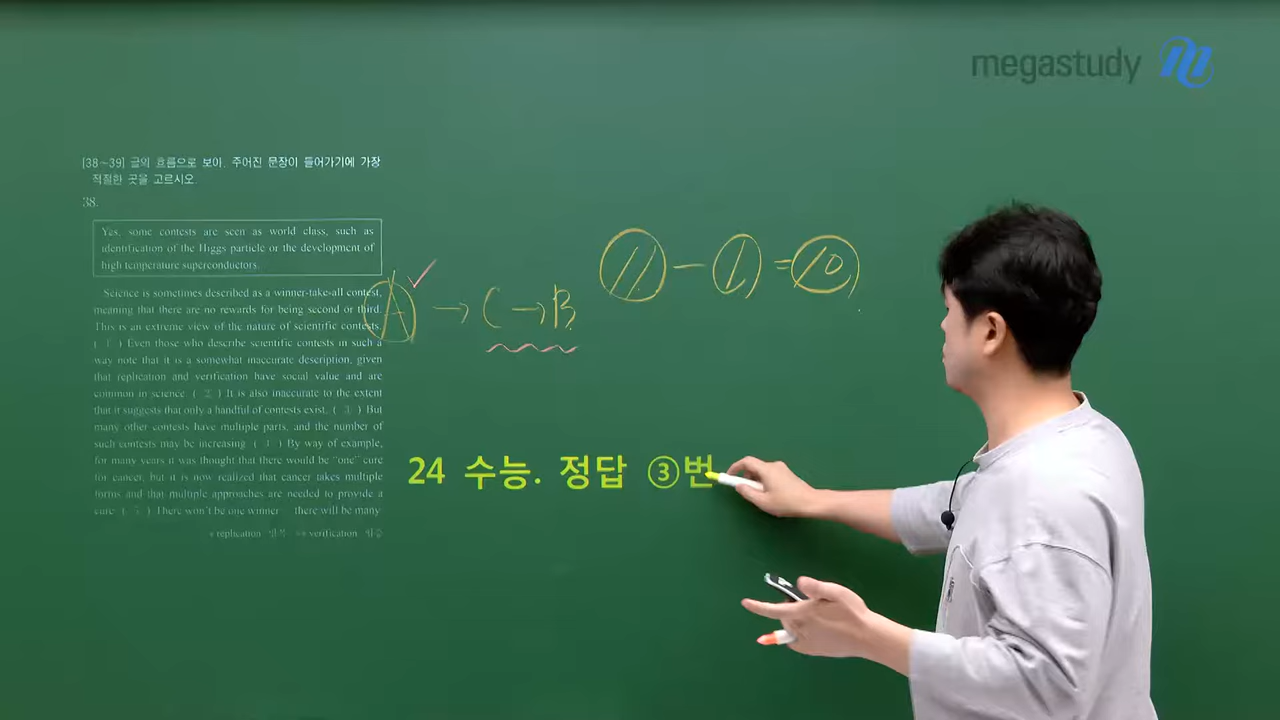 megastudy
[38~39] 글의 흐름으로 보아, 주어진 문장이 들어가기에 가장
적절한 곳을 고르시오.
38.
Yes, some contests are seen as world class, such as
identification of the Higgs particle or the development of
high temperature superconductors.
Science is sometimes described as a winner-take-all contest,
meaning that there are no rewards for being second or third.
This is an extreme view of the nature of scientific contests.
( 1 ) Even those who describe scientific contests in such a
way note that it is a somewhat inaccurate description, given
that replication and verification have social value and are
common in science. ( 2 ) It is also inaccurate to the extent
that it suggests that only a handful of contests exist. ( 3 ) But
many other contests have multiple parts, and the number of
such contests may be increasing. ( 4 ) By way of example,
for many years it was thought that there would be "one" cure
for cancer, but it is now realized that cancer takes multiple
forms and that multiple approaches are needed to provide a
cure. ( 5 ) There won't be one winner there will be many.
* replication ** verification
A → C → B
11 - 1 = 10
24 수능. 정답 ③번